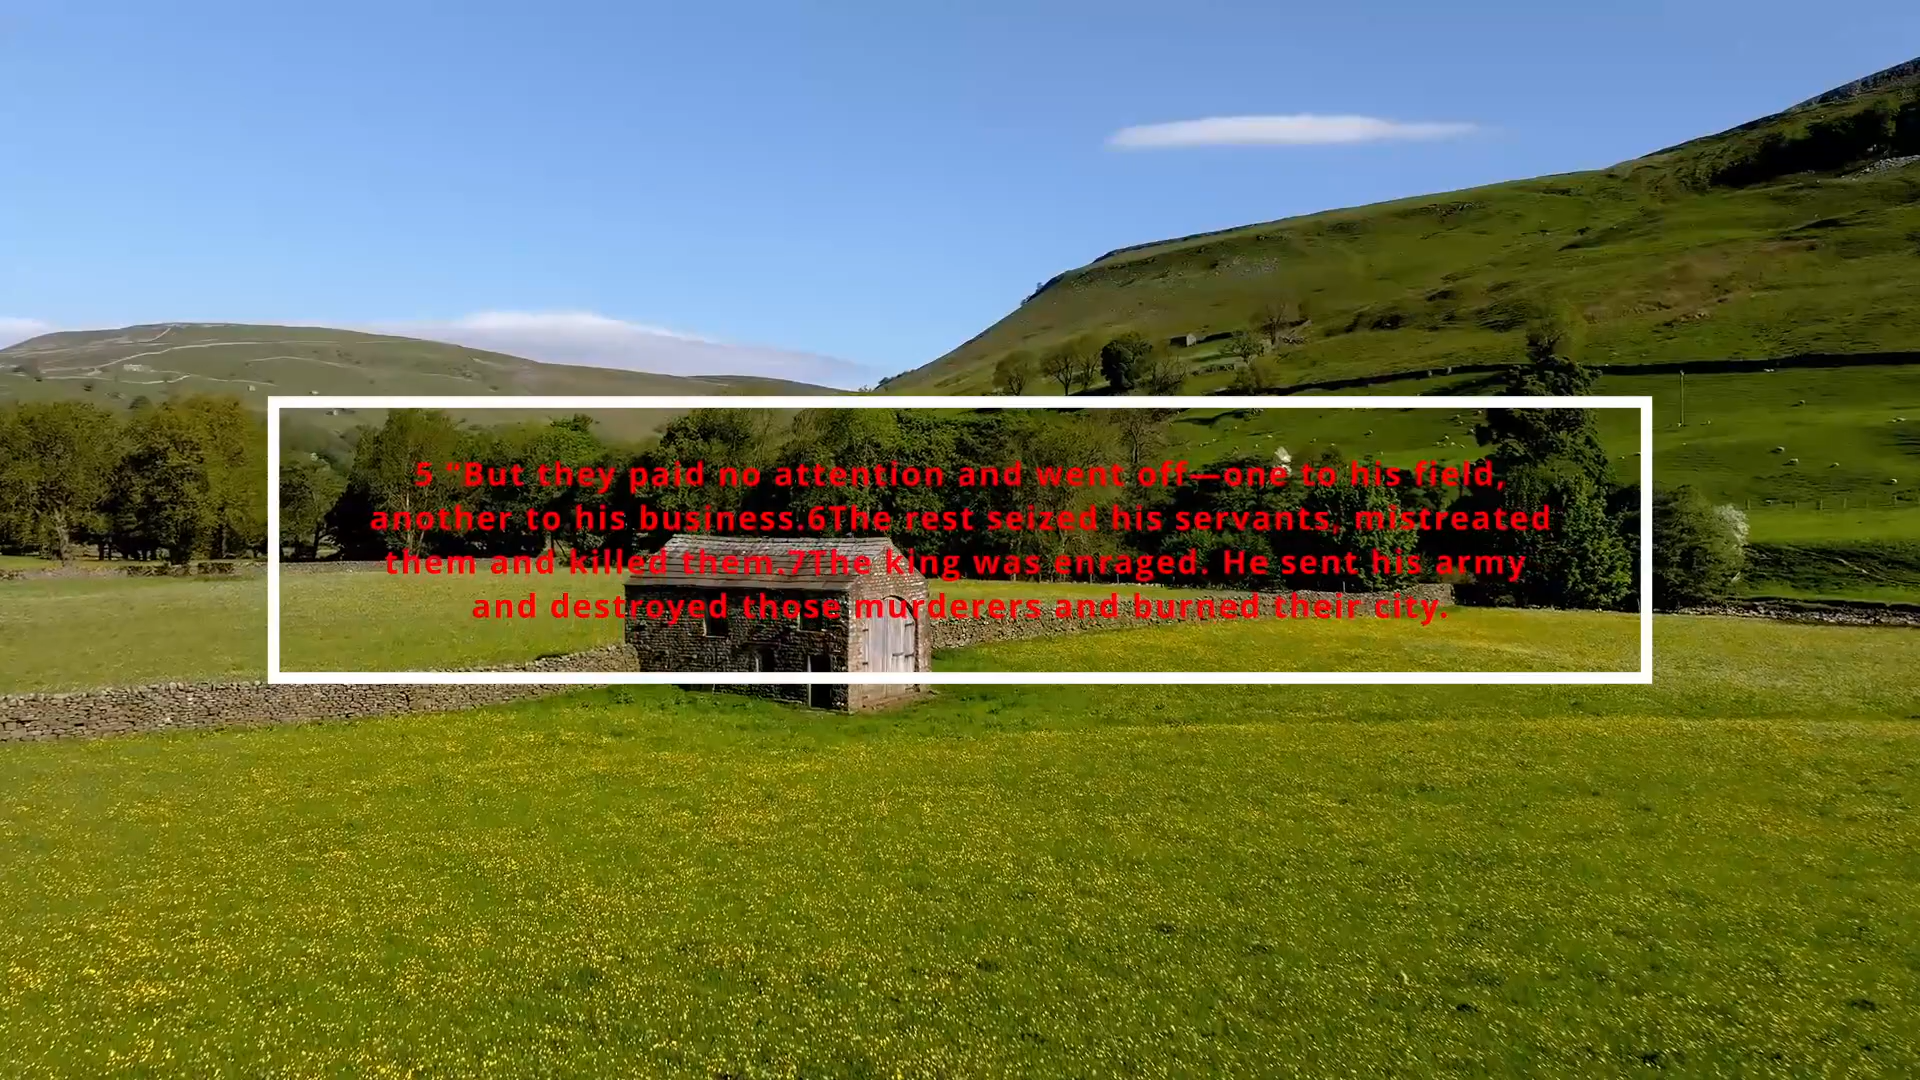 5 "But they paid no attention and went off—one to his field,
another to his business.6The rest seized his servants, mistreated
them and killed them.7The king was enraged. He sent his army
and destroyed those murderers and burned their city.